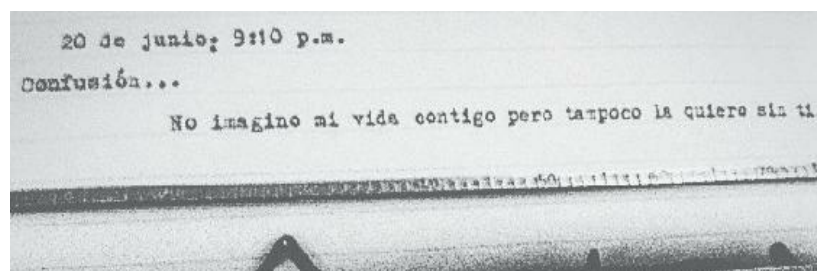 20 de junio; 9:10 p.m.
Confusión...
No imagino mi vida contigo pero tampoco la quiero sin ti